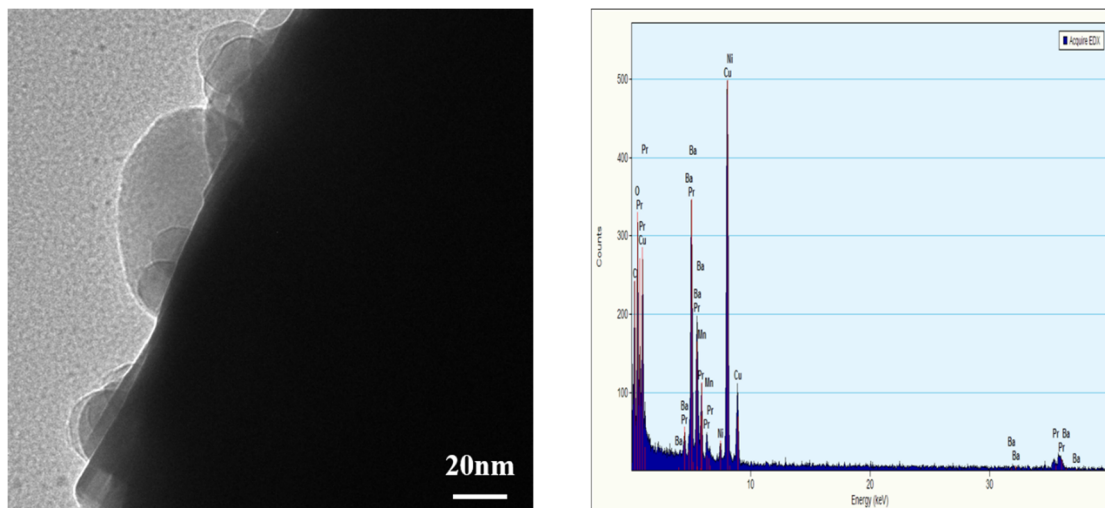 20nm
Acquire EDX
Ni
Cu
500
400
300
200
100
Counts
Pr
Ba
Ba
Pr
O
Pr
Pr
Cu
C
Ba
Ba
Pr
Mn
Pr
Mn
Ba
Pr
Ba
Pr
Pr
Ni
Cu
Ba
Ba
Pr
Ba
Pr
Ba
10
20
30
Energy (keV)